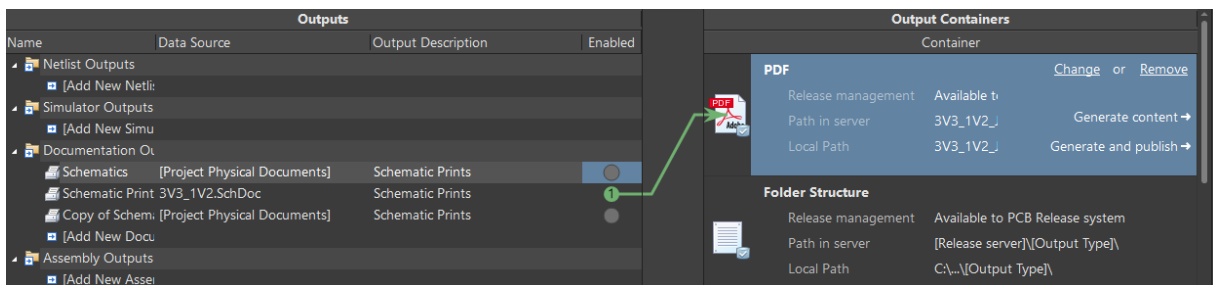 Outputs
Name Data Source Output Description Enabled
Netlist Outputs
[Add New Netlis
Simulator Outputs
[Add New Simu
Documentation Ou
Schematics [Project Physical Documents] Schematic Prints
Schematic Print 3V3_1V2.SchDoc Schematic Prints 1
Copy of Schema [Project Physical Documents] Schematic Prints
[Add New Docu
Assembly Outputs
[Add New Asse
Output Containers
Container
PDF Change or Remove
PDF
Adobe
Release management Available to
Path in server 3V3_1V2_ Generate content
Local Path 3V3_1V2_ Generate and publish
Folder Structure
Release management Available to PCB Release system
Path in server [Release server]\[Output Type]\
Local Path C:\...\[Output Type]\